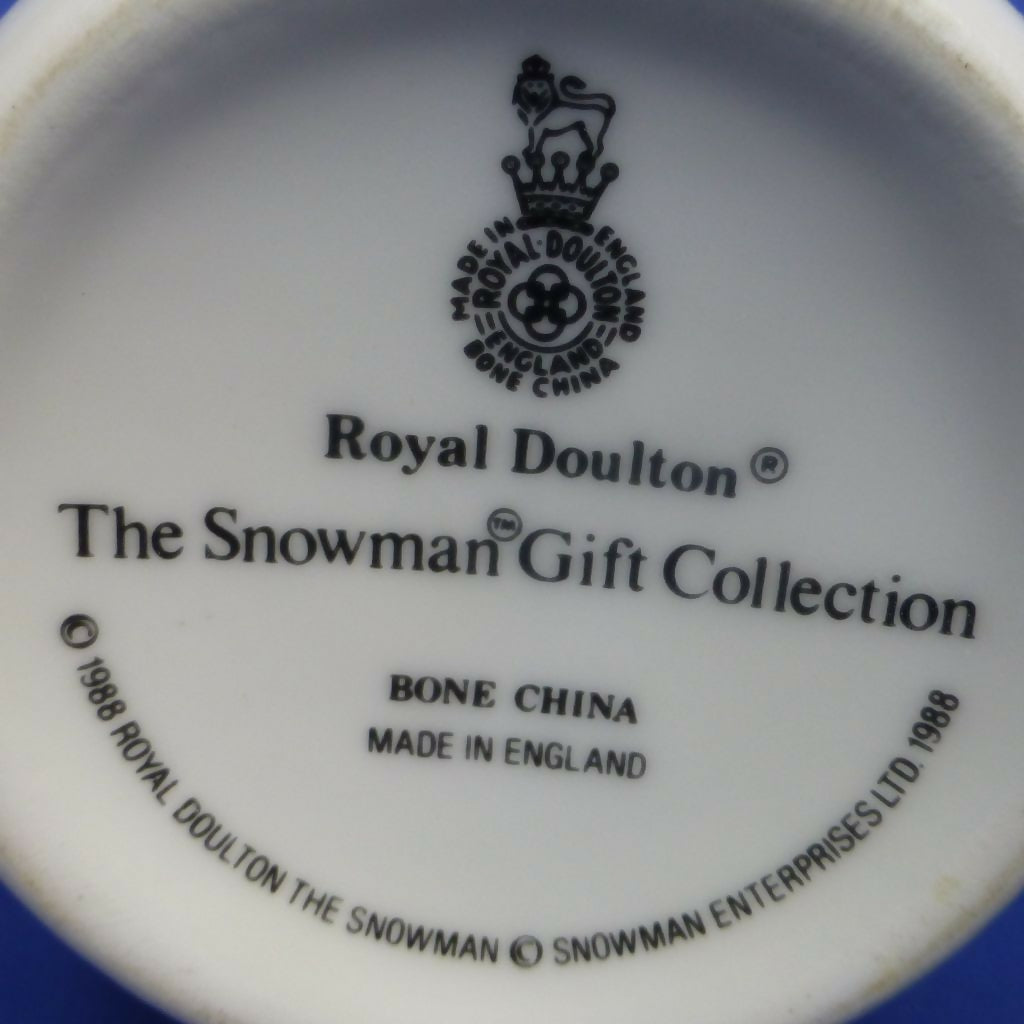 MADE IN ENGLAND
ROYAL·DOULTON
ENGLAND
BONE CHINA
Royal Doulton ®
The Snowman™ Gift Collection
BONE CHINA
MADE IN ENGLAND
© 1988 ROYAL DOULTON THE SNOWMAN © SNOWMAN ENTERPRISES LTD. 1988